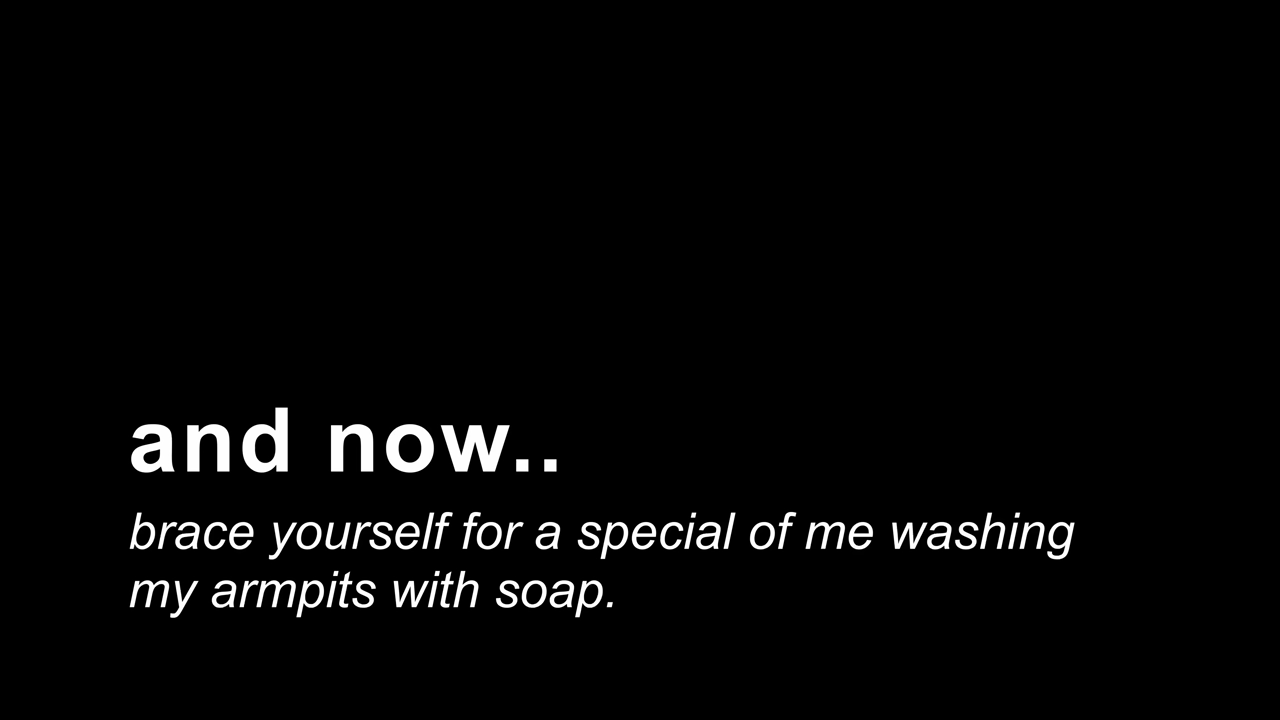 and now..
brace yourself for a special of me washing
my armpits with soap.